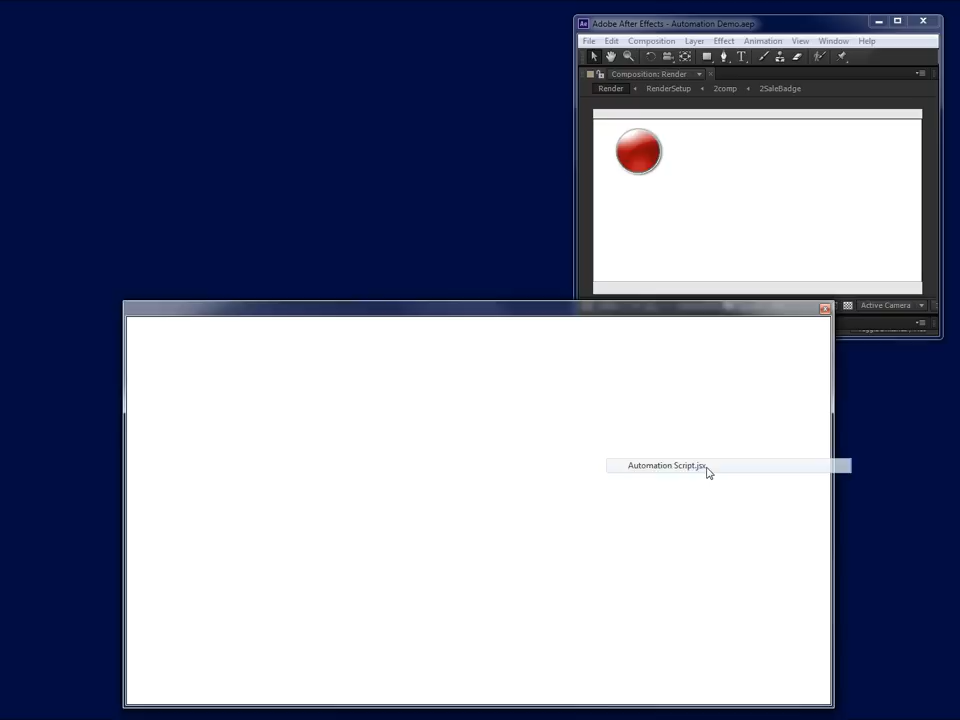 Ae Adobe After Effects - Automation Demo.aep
File Edit Composition Layer Effect Animation View Window Help
T
Composition: Render
Render RenderSetup 2comp 2SaleBadge
Active Camera
Automation Script.jsx